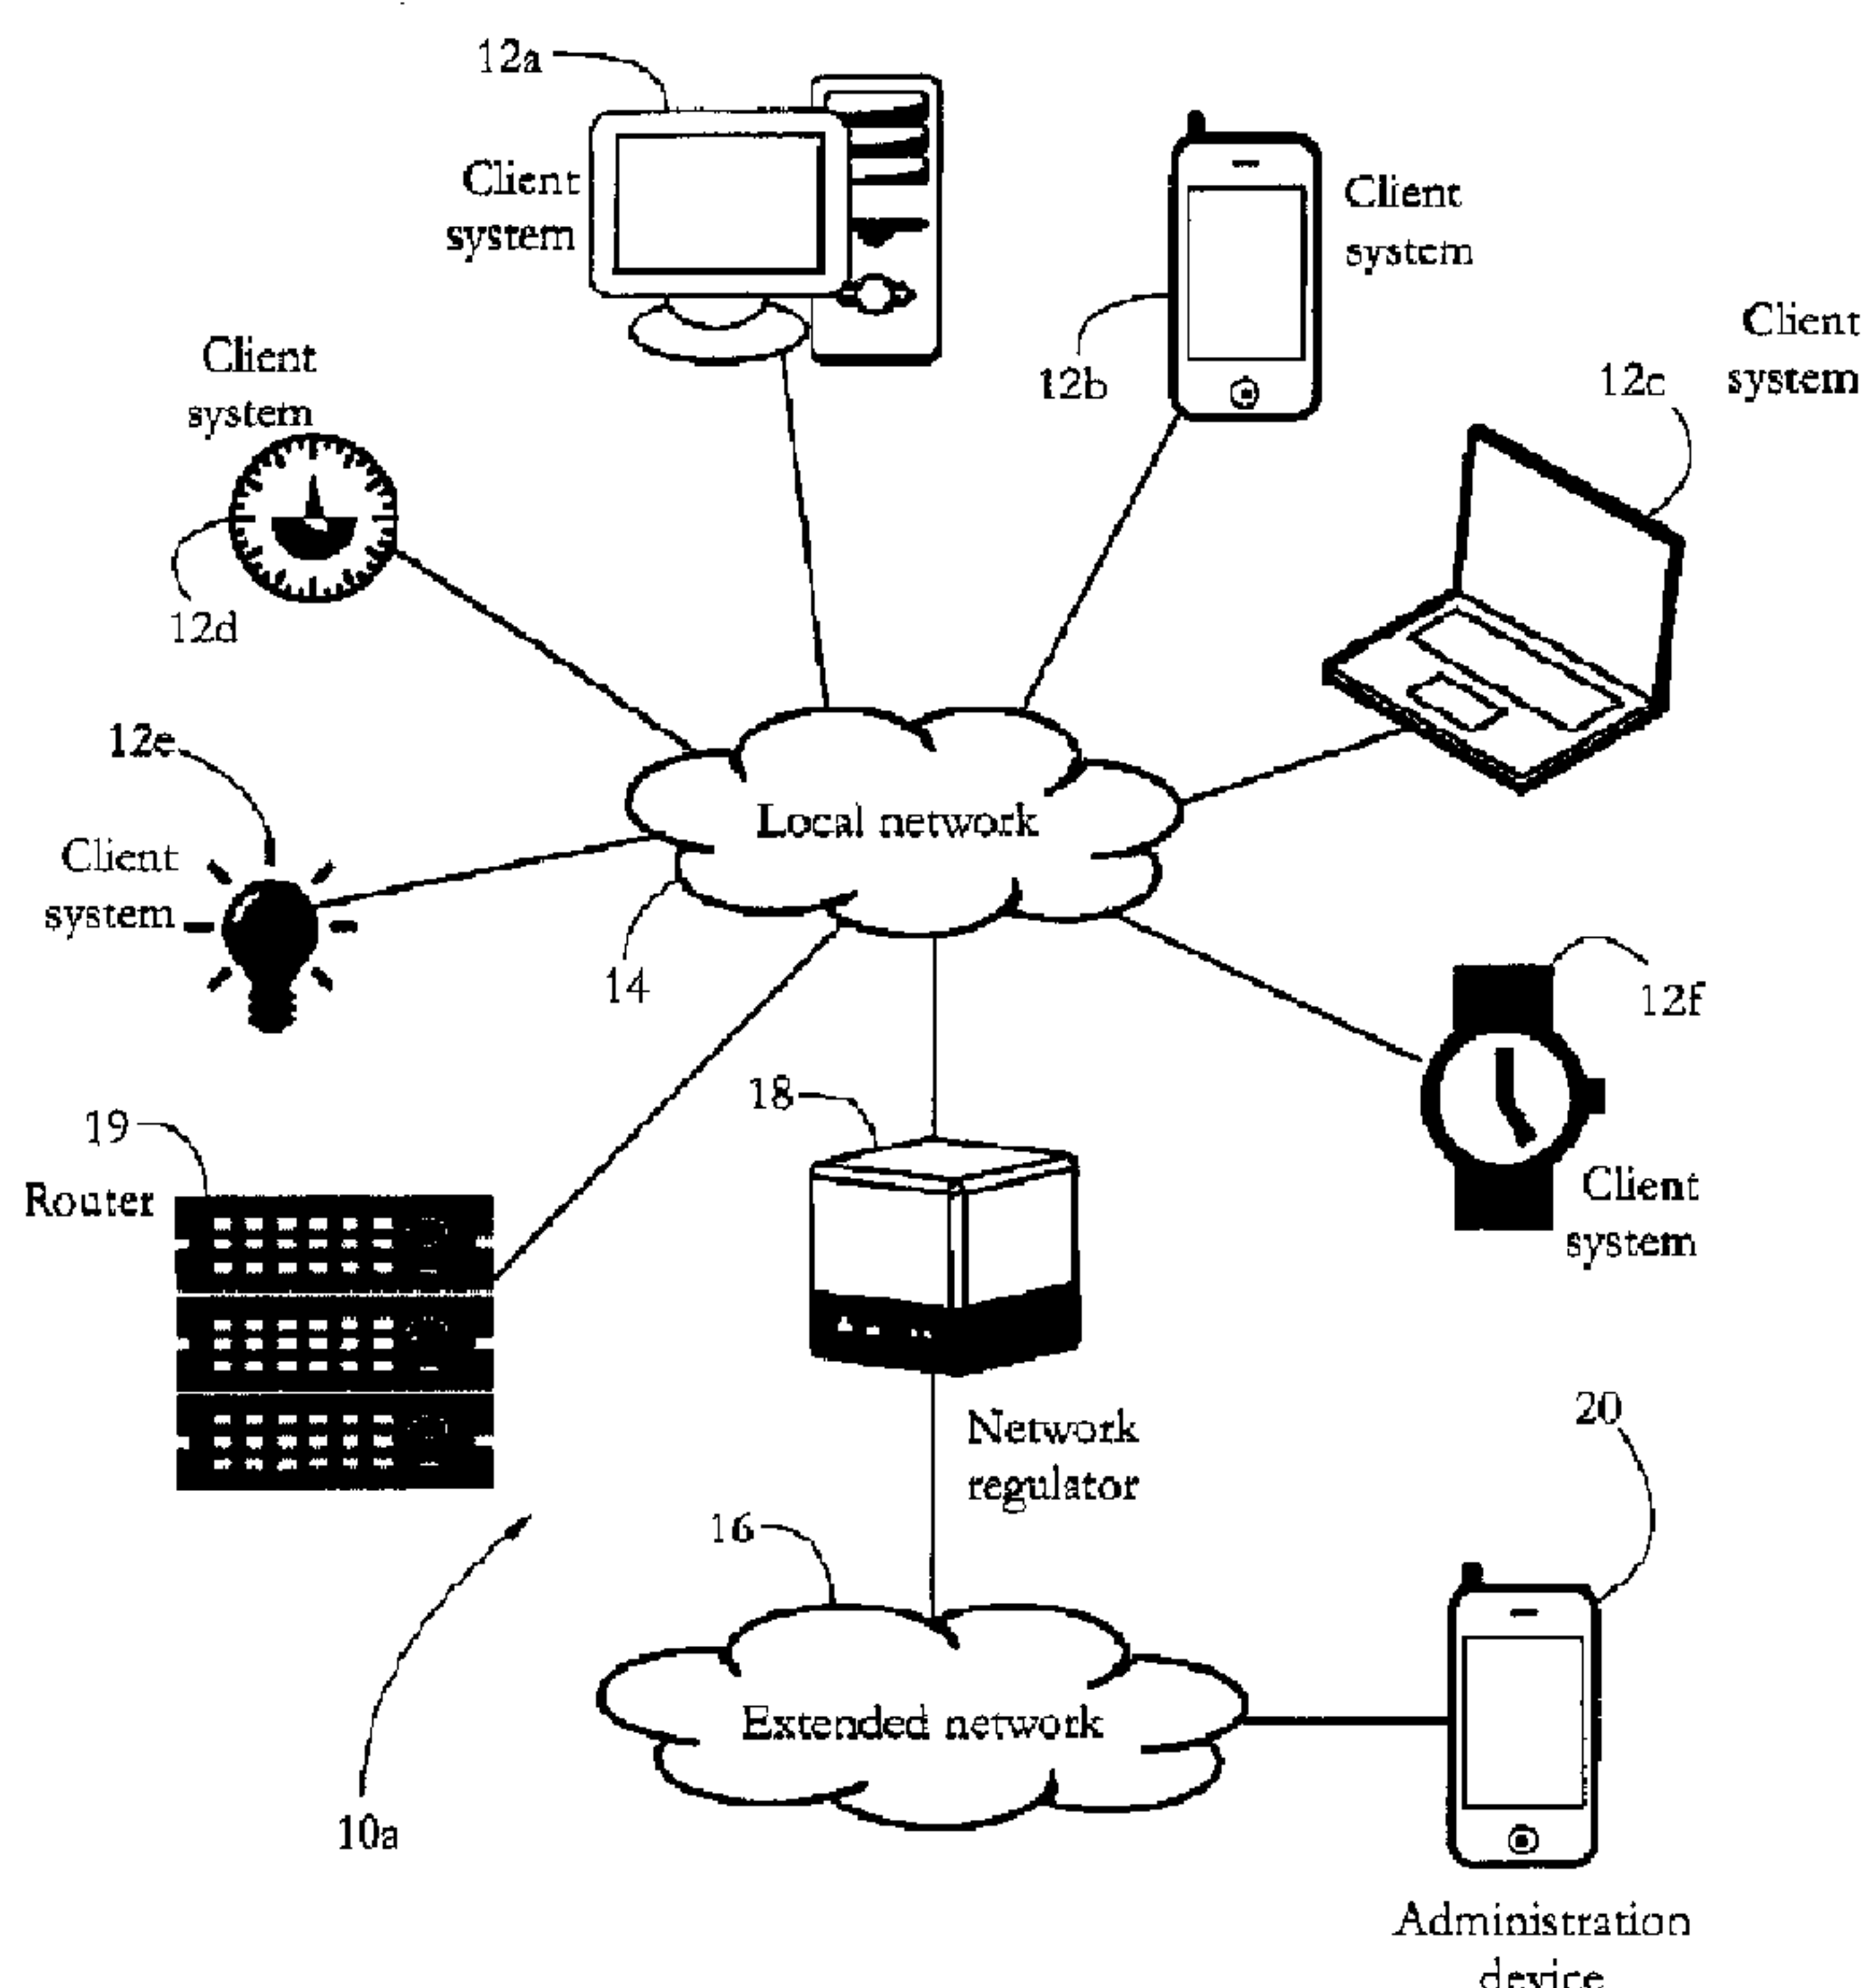 12a
Client
system
Client
system
12b
Client
system
12c
Client
system
12d
12e
Client
system
Local network
14
12f
Client
system
18
19
Router
Network
regulator
20
16
Extended network
10a
Administration
device